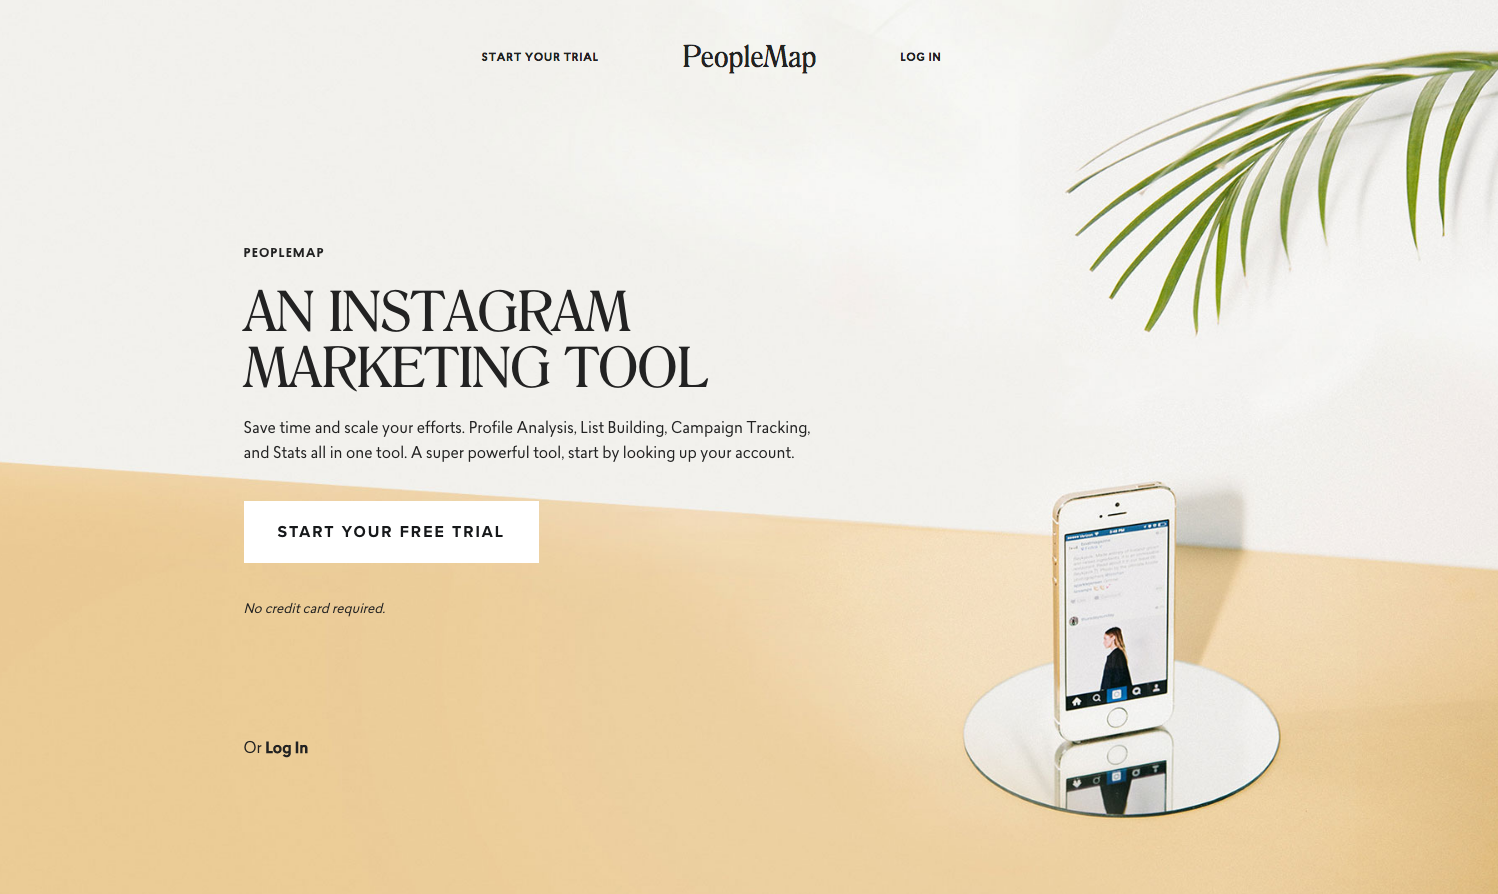 START YOUR TRIAL
PeopleMap
LOG IN
PEOPLEMAP
AN INSTAGRAM
MARKETING TOOL
Save time and scale your efforts. Profile Analysis, List Building, Campaign Tracking,
and Stats all in one tool. A super powerful tool, start by looking up your account.
START YOUR FREE TRIAL
No credit card required.
Or Log In